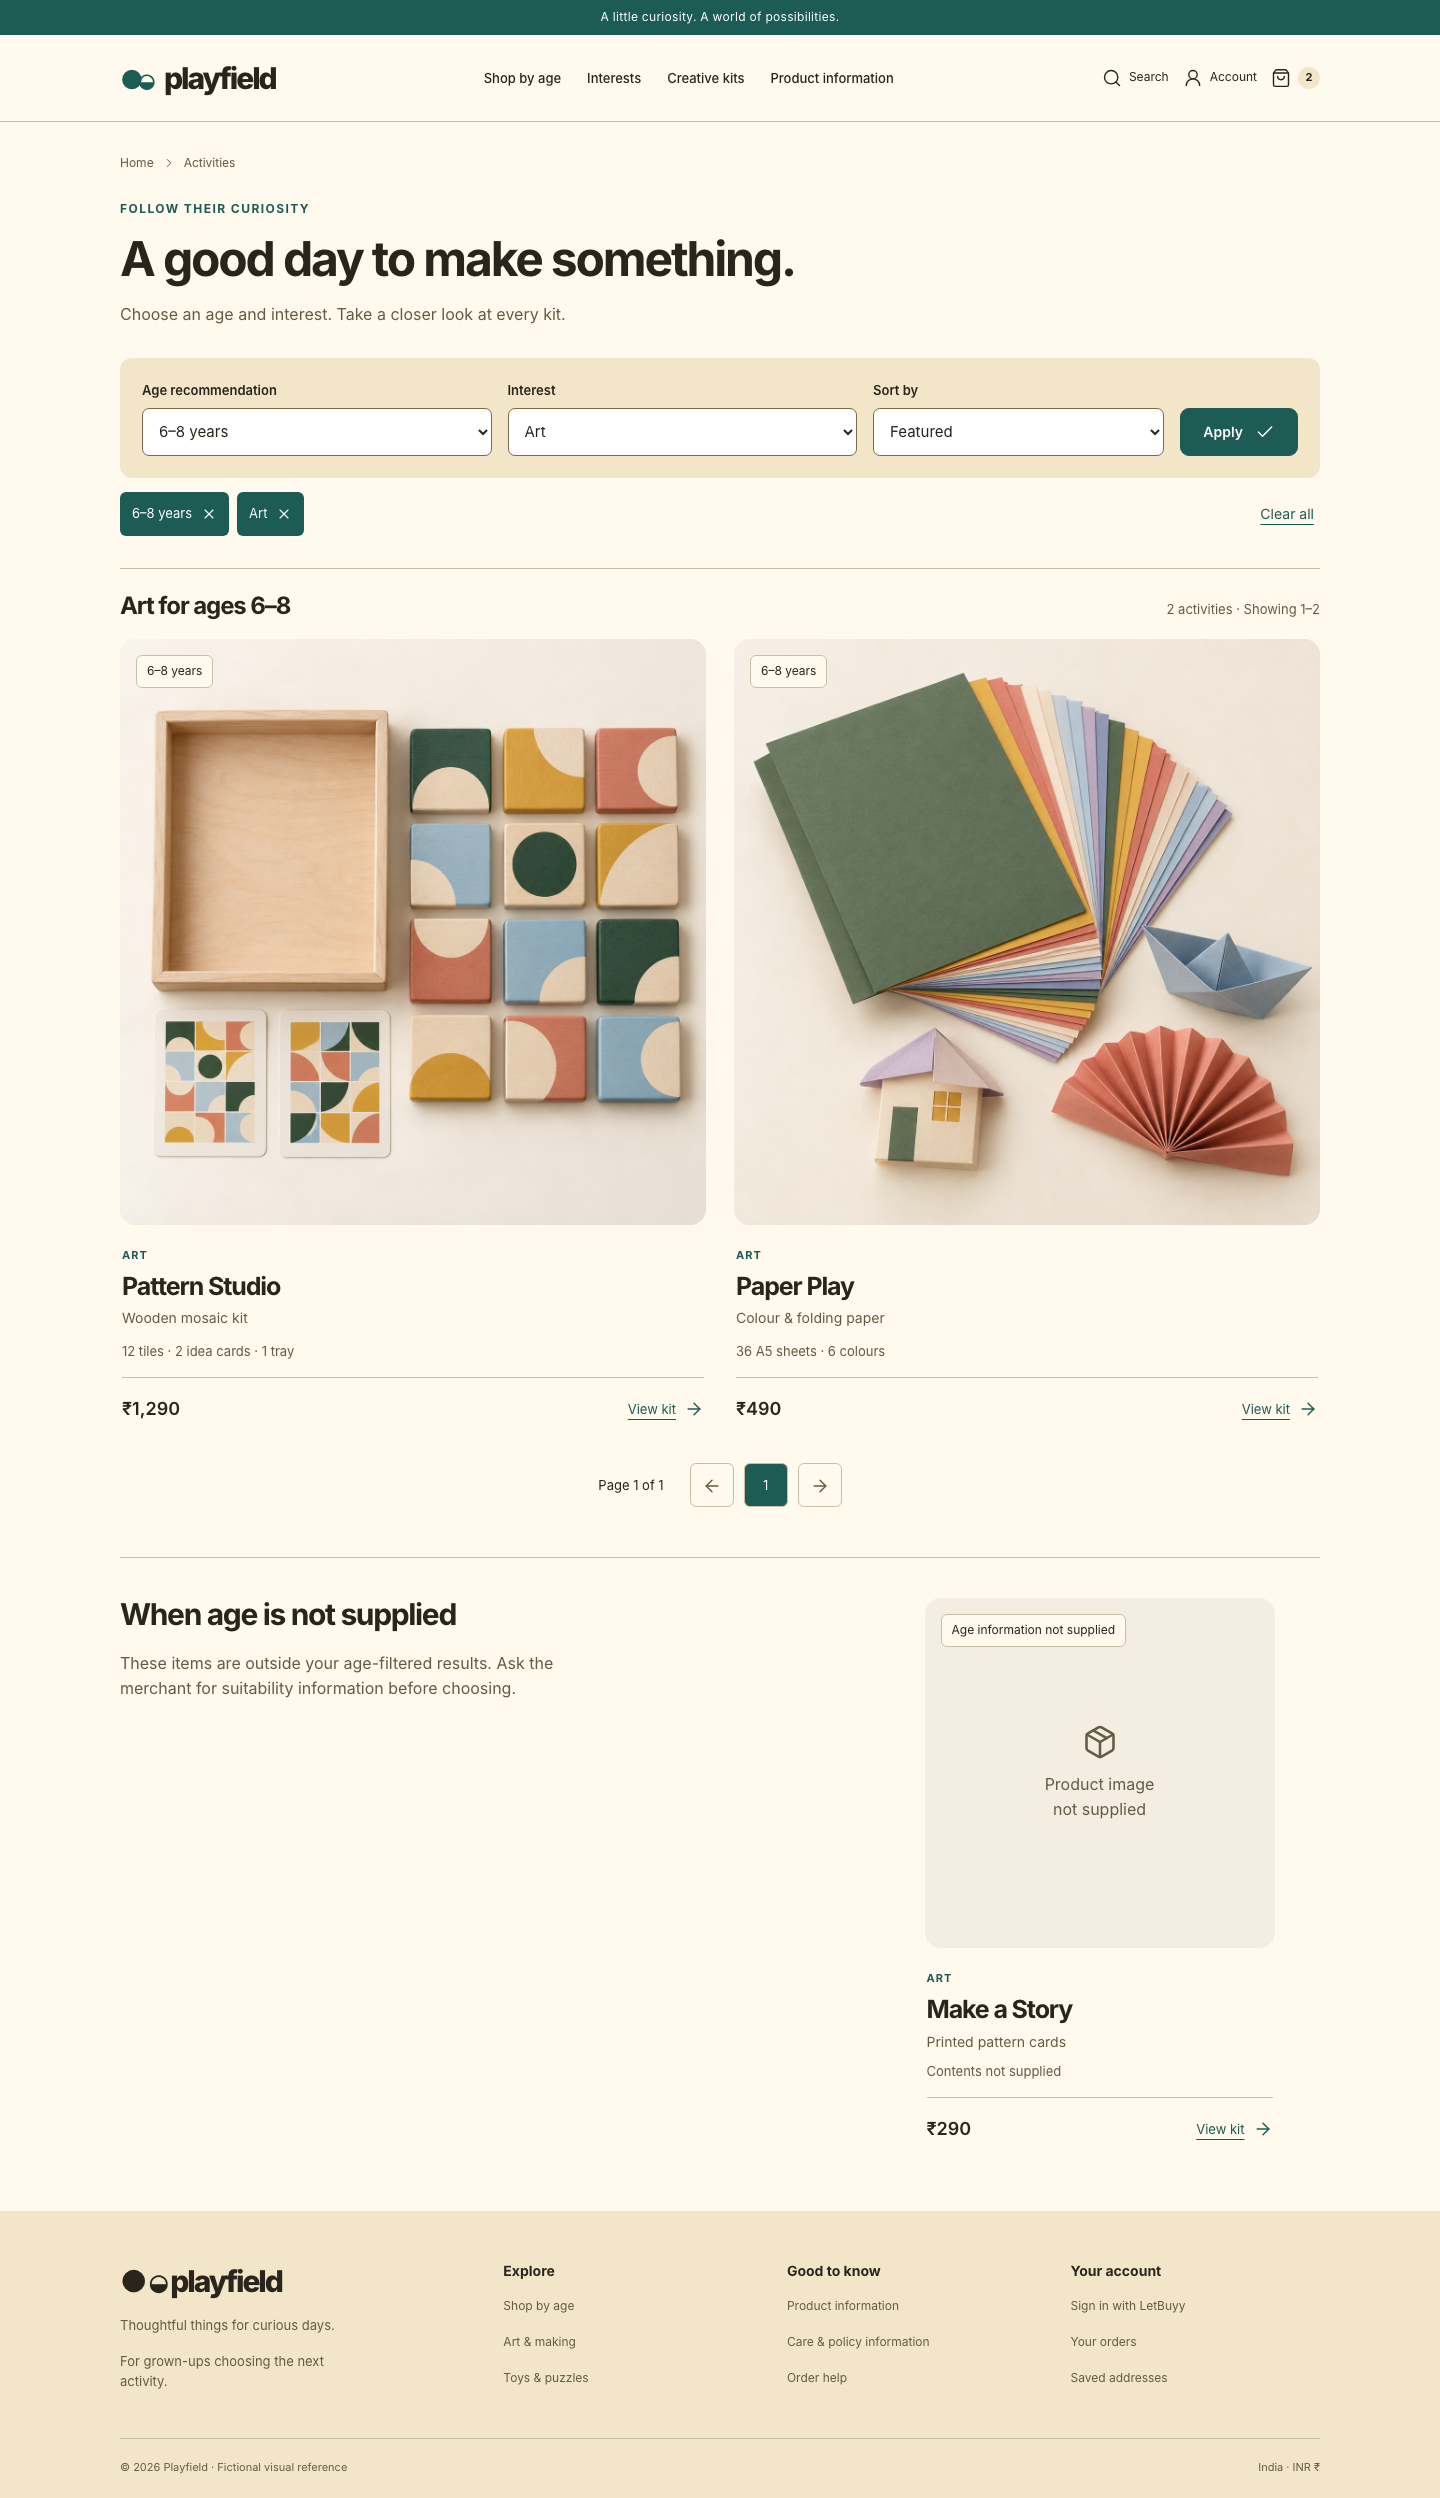 A little curiosity. A world of possibilities.
playfield
Shop by age
Interests
Creative kits
Product information
Search
Account
2
Home
Activities
FOLLOW THEIR CURIOSITY
A good day to make something.
Choose an age and interest. Take a closer look at every kit.
Age recommendation
6–8 years
Interest
Art
Sort by
Featured
Apply
6–8 years
Art
Clear all
Art for ages 6–8
2 activities · Showing 1–2
6–8 years
ART
Pattern Studio
Wooden mosaic kit
12 tiles · 2 idea cards · 1 tray
₹1,290
View kit
6–8 years
ART
Paper Play
Colour & folding paper
36 A5 sheets · 6 colours
₹490
View kit
Page 1 of 1
1
When age is not supplied
These items are outside your age-filtered results. Ask the
merchant for suitability information before choosing.
Age information not supplied
Product image
not supplied
ART
Make a Story
Printed pattern cards
Contents not supplied
₹290
View kit
playfield
Thoughtful things for curious days.
For grown-ups choosing the next
activity.
Explore
Shop by age
Art & making
Toys & puzzles
Good to know
Product information
Care & policy information
Order help
Your account
Sign in with LetBuyy
Your orders
Saved addresses
© 2026 Playfield · Fictional visual reference
India · INR ₹